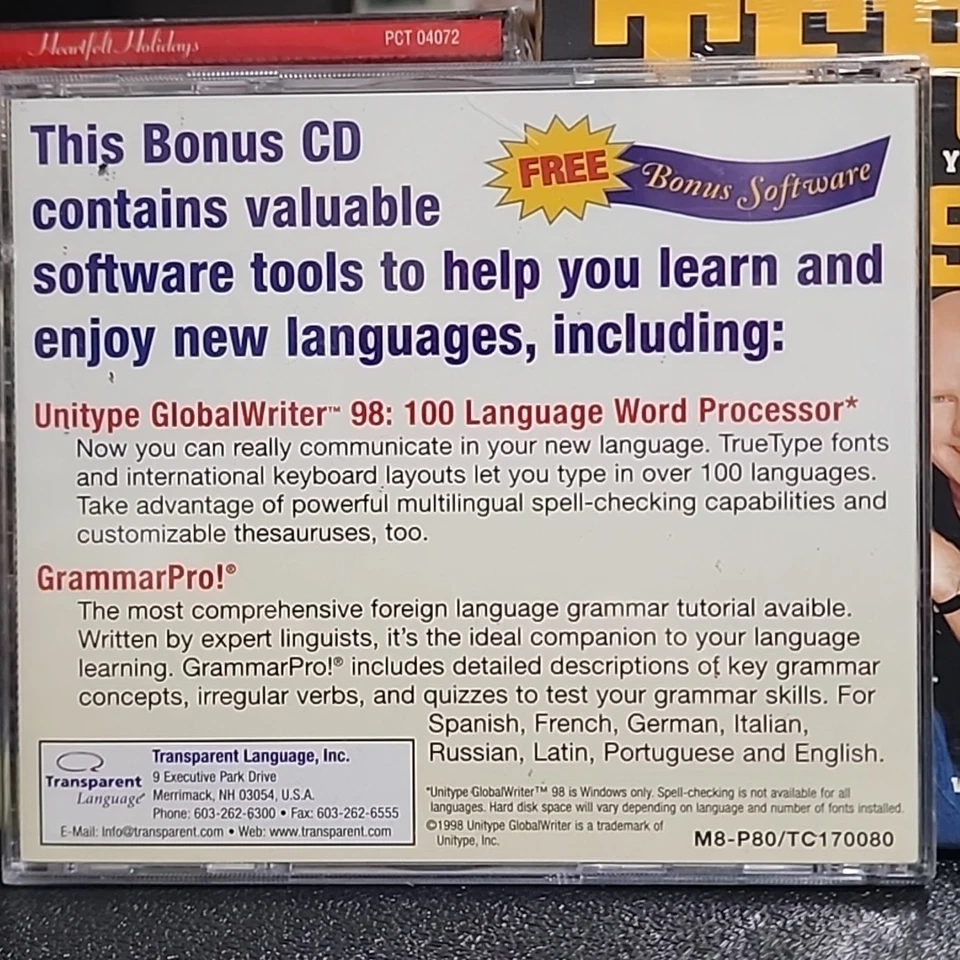 Heartfelt Holidays
PCT 04072
This Bonus CD
contains valuable
software tools to help you learn and
enjoy new languages, including:
FREE
Bonus Software
Unitype GlobalWriter™ 98: 100 Language Word Processor*
Now you can really communicate in your new language. TrueType fonts
and international keyboard layouts let you type in over 100 languages.
Take advantage of powerful multilingual spell-checking capabilities and
customizable thesauruses, too.
GrammarPro!®
The most comprehensive foreign language grammar tutorial avaible.
Written by expert linguists, it's the ideal companion to your language
learning. GrammarPro!® includes detailed descriptions of key grammar
concepts, irregular verbs, and quizzes to test your grammar skills. For
Spanish, French, German, Italian,
Russian, Latin, Portuguese and English.
Transparent
Language®
Transparent Language, Inc.
9 Executive Park Drive
Merrimack, NH 03054, U.S.A.
Phone: 603-262-6300 • Fax: 603-262-6555
E-Mail: Info@transparent.com • Web: www.transparent.com
*Unitype GlobalWriter™ 98 is Windows only. Spell-checking is not available for all
languages. Hard disk space will vary depending on language and number of fonts installed.
©1998 Unitype GlobalWriter is a trademark of
Unitype, Inc.
M8-P80/TC170080